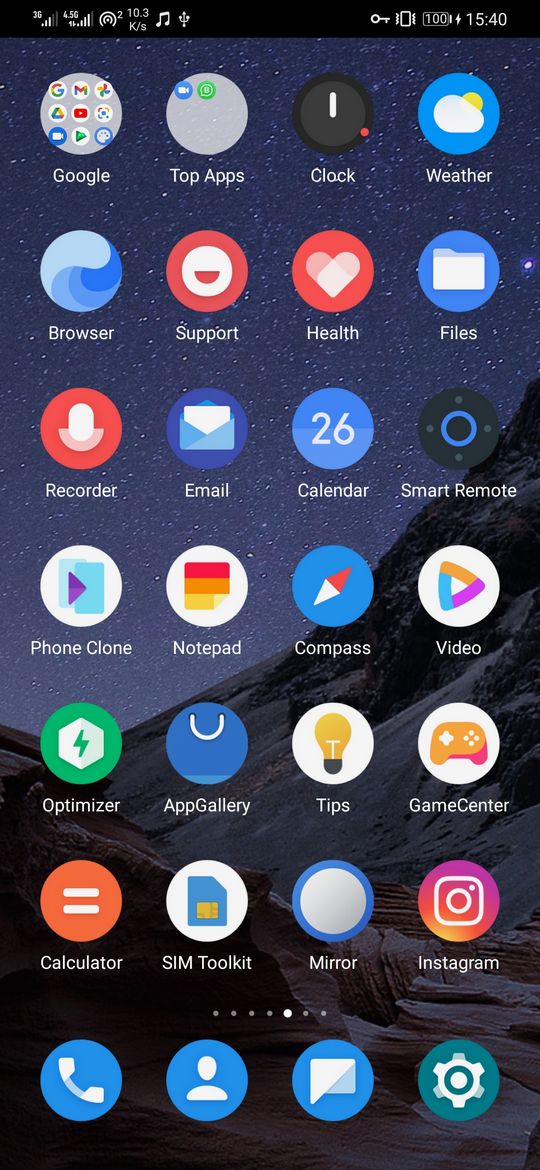 3G 4.5G 2 10.3 K/s 100 15:40
Google Top Apps Clock Weather
Browser Support Health Files
26
Recorder Email Calendar Smart Remote
Phone Clone Notepad Compass Video
Optimizer AppGallery Tips GameCenter
Calculator SIM Toolkit Mirror Instagram